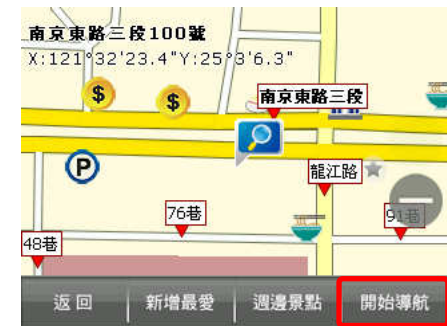 南京東路三段100號
X:121°32'23.4"Y:25°3'6.3"
$
$
南京東路三段
P
龍江路
76巷
91巷
48巷
返回
新增最愛
週邊景點
開始導航